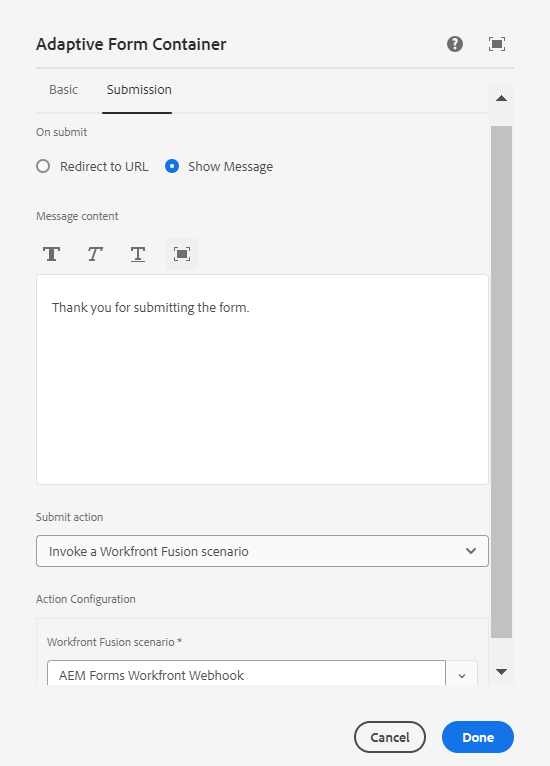 Adaptive Form Container
Basic Submission
On submit
Redirect to URL Show Message
Message content
T T T
Thank you for submitting the form.
Submit action
Invoke a Workfront Fusion scenario
Action Configuration
Workfront Fusion scenario *
AEM Forms Workfront Webhook
Cancel Done